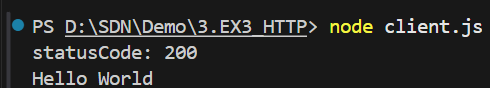 PS D:\SDN\Demo\3.EX3_HTTP> node client.js
statusCode: 200
Hello World